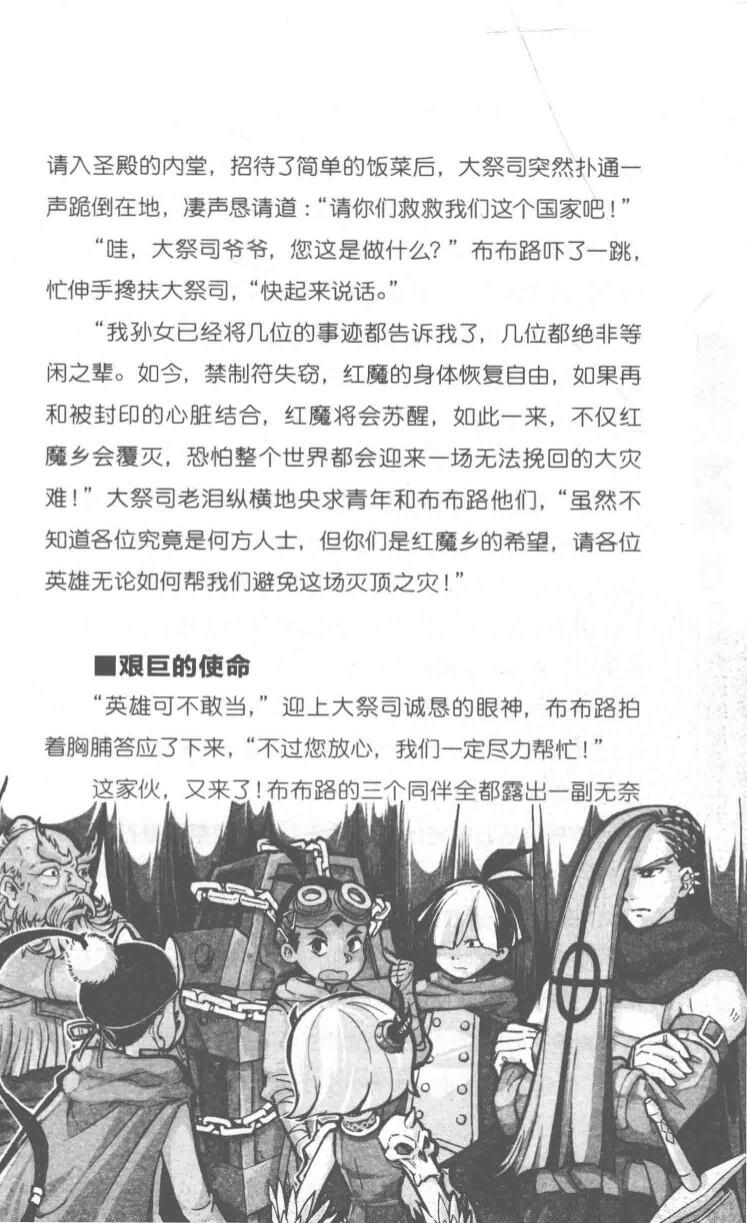 请入圣殿的内堂，招待了简单的饭菜后，大祭司突然扑通一
声跪倒在地，凄声恳请道：“请你们救救我们这个国家吧！”
“哇，大祭司爷爷，您这是做什么？”布布路吓了一跳，
忙伸手搀扶大祭司，“快起来说话。”
“我孙女已经将几位的事迹都告诉我了，几位都绝非等
闲之辈。如今，禁制符失窃，红魔的身体恢复自由，如果再
和被封印的心脏结合，红魔将会苏醒，如此一来，不仅红
魔乡会覆灭，恐怕整个世界都会迎来一场无法挽回的大灾
难！”大祭司老泪纵横地央求青年和布布路他们，“虽然不
知道各位究竟是何方人士，但你们是红魔乡的希望，请各位
英雄无论如何帮我们避免这场灭顶之灾！”
■艰巨的使命
“英雄可不敢当，”迎上大祭司诚恳的眼神，布布路拍
着胸脯答应了下来，“不过您放心，我们一定尽力帮忙！”
这家伙，又来了！布布路的三个同伴全都露出一副无奈